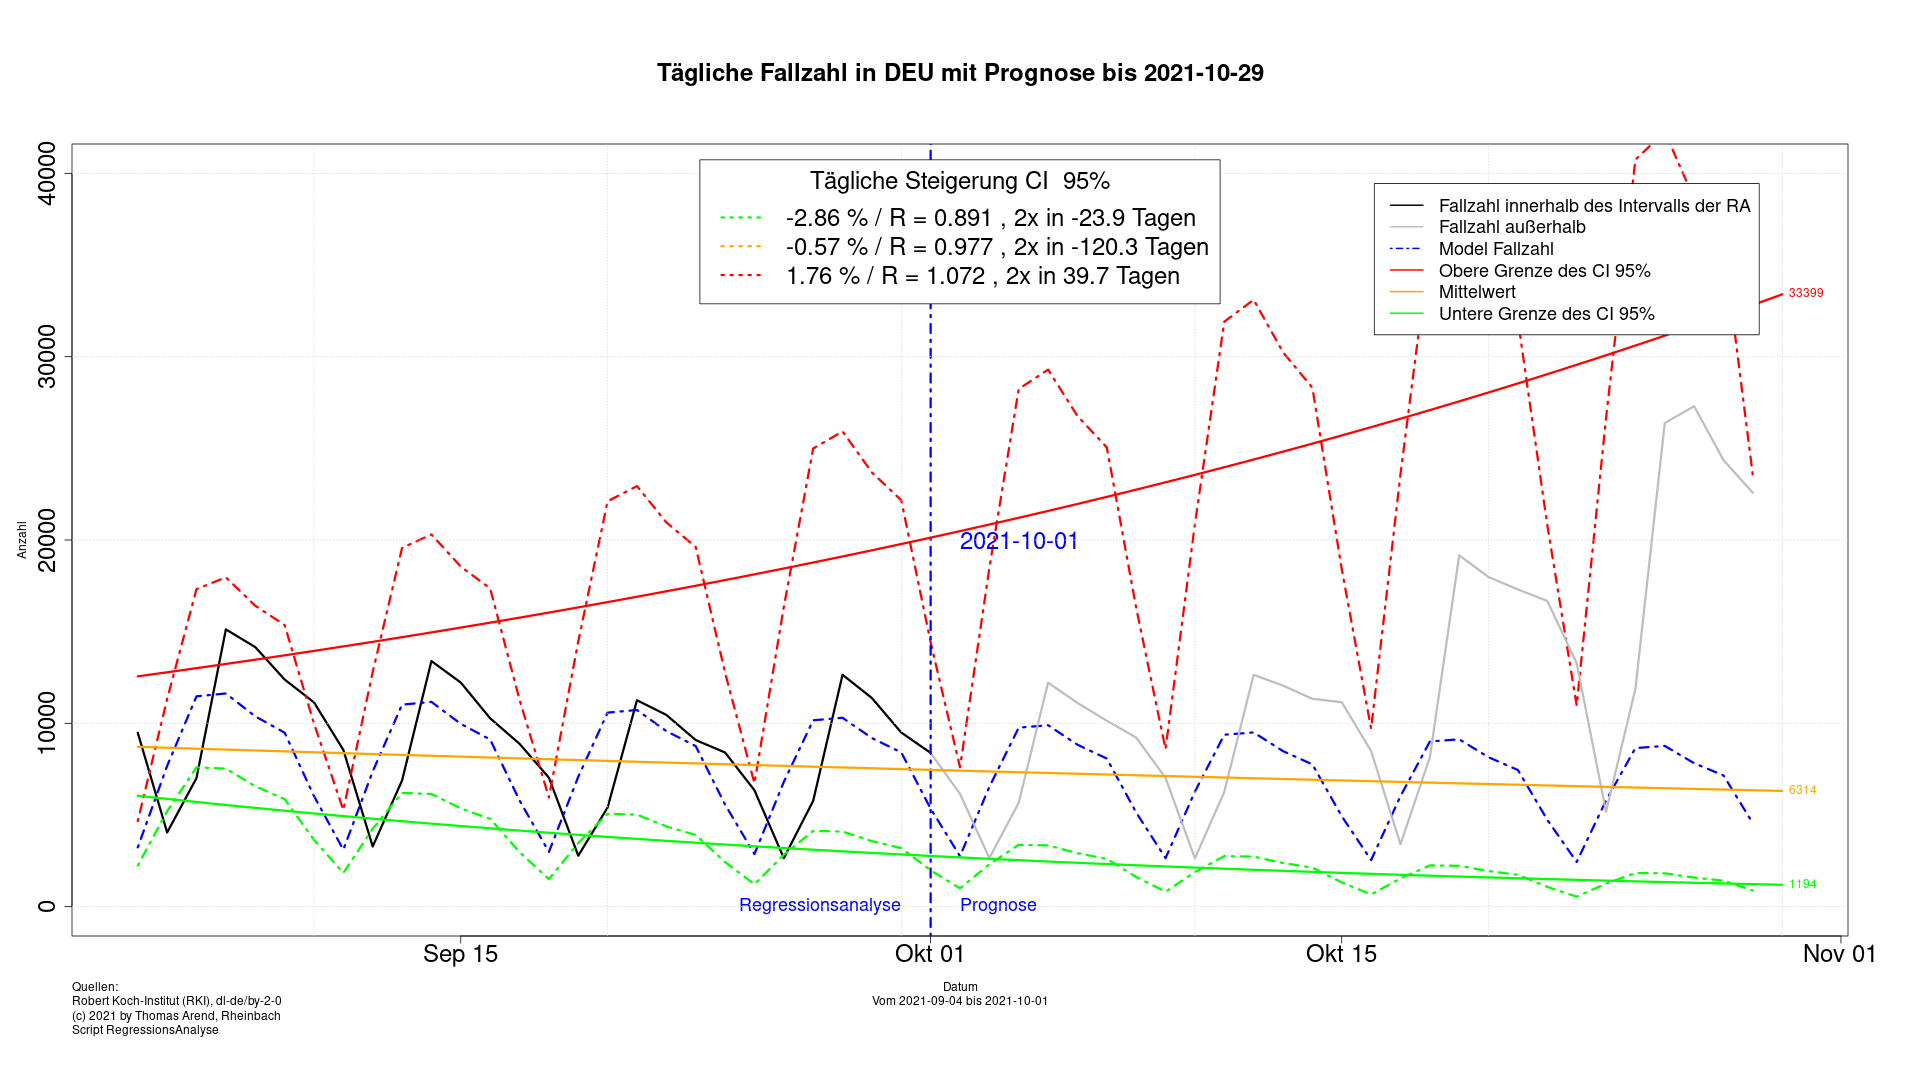 Tägliche Fallzahl in DEU mit Prognose bis 2021-10-29
Tägliche Steigerung CI  95%
-2.86 % / R = 0.891 , 2x in -23.9 Tagen
-0.57 % / R = 0.977 , 2x in -120.3 Tagen
1.76 % / R = 1.072 , 2x in 39.7 Tagen
Fallzahl innerhalb des Intervalls der RA
Fallzahl außerhalb
Model Fallzahl
Obere Grenze des CI 95%
Mittelwert
Untere Grenze des CI 95%
40000
30000
20000
10000
0
Anzahl
33399
6314
1194
2021-10-01
Regressionsanalyse
Prognose
Sep 15
Okt 01
Okt 15
Nov 01
Datum
Vom 2021-09-04 bis 2021-10-01
Quellen:
Robert Koch-Institut (RKI), dl-de/by-2-0
(c) 2021 by Thomas Arend, Rheinbach
Script RegressionsAnalyse